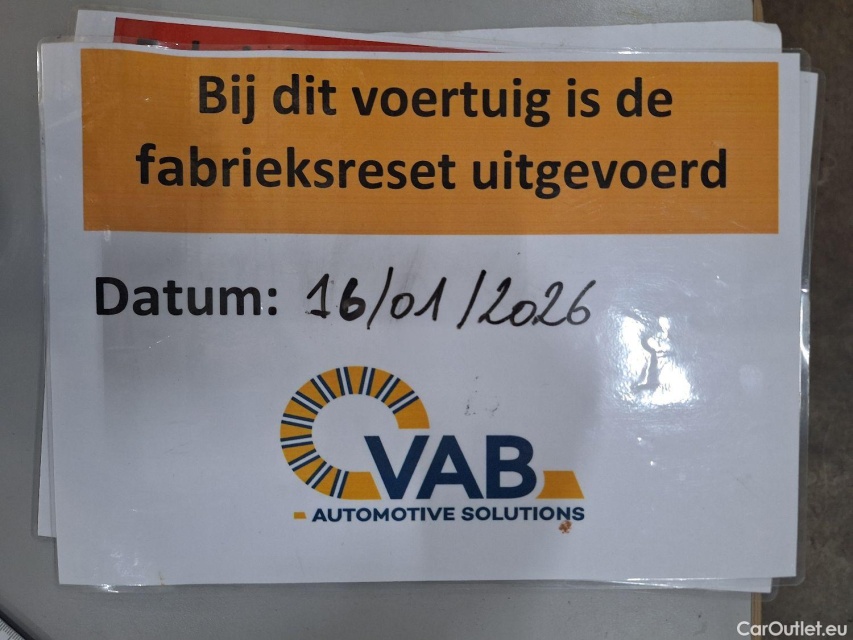 Bij dit voertuig is de
fabrieksreset uitgevoerd
Datum: 16/01/2026
VAB
AUTOMOTIVE SOLUTIONS
CarOutlet.eu